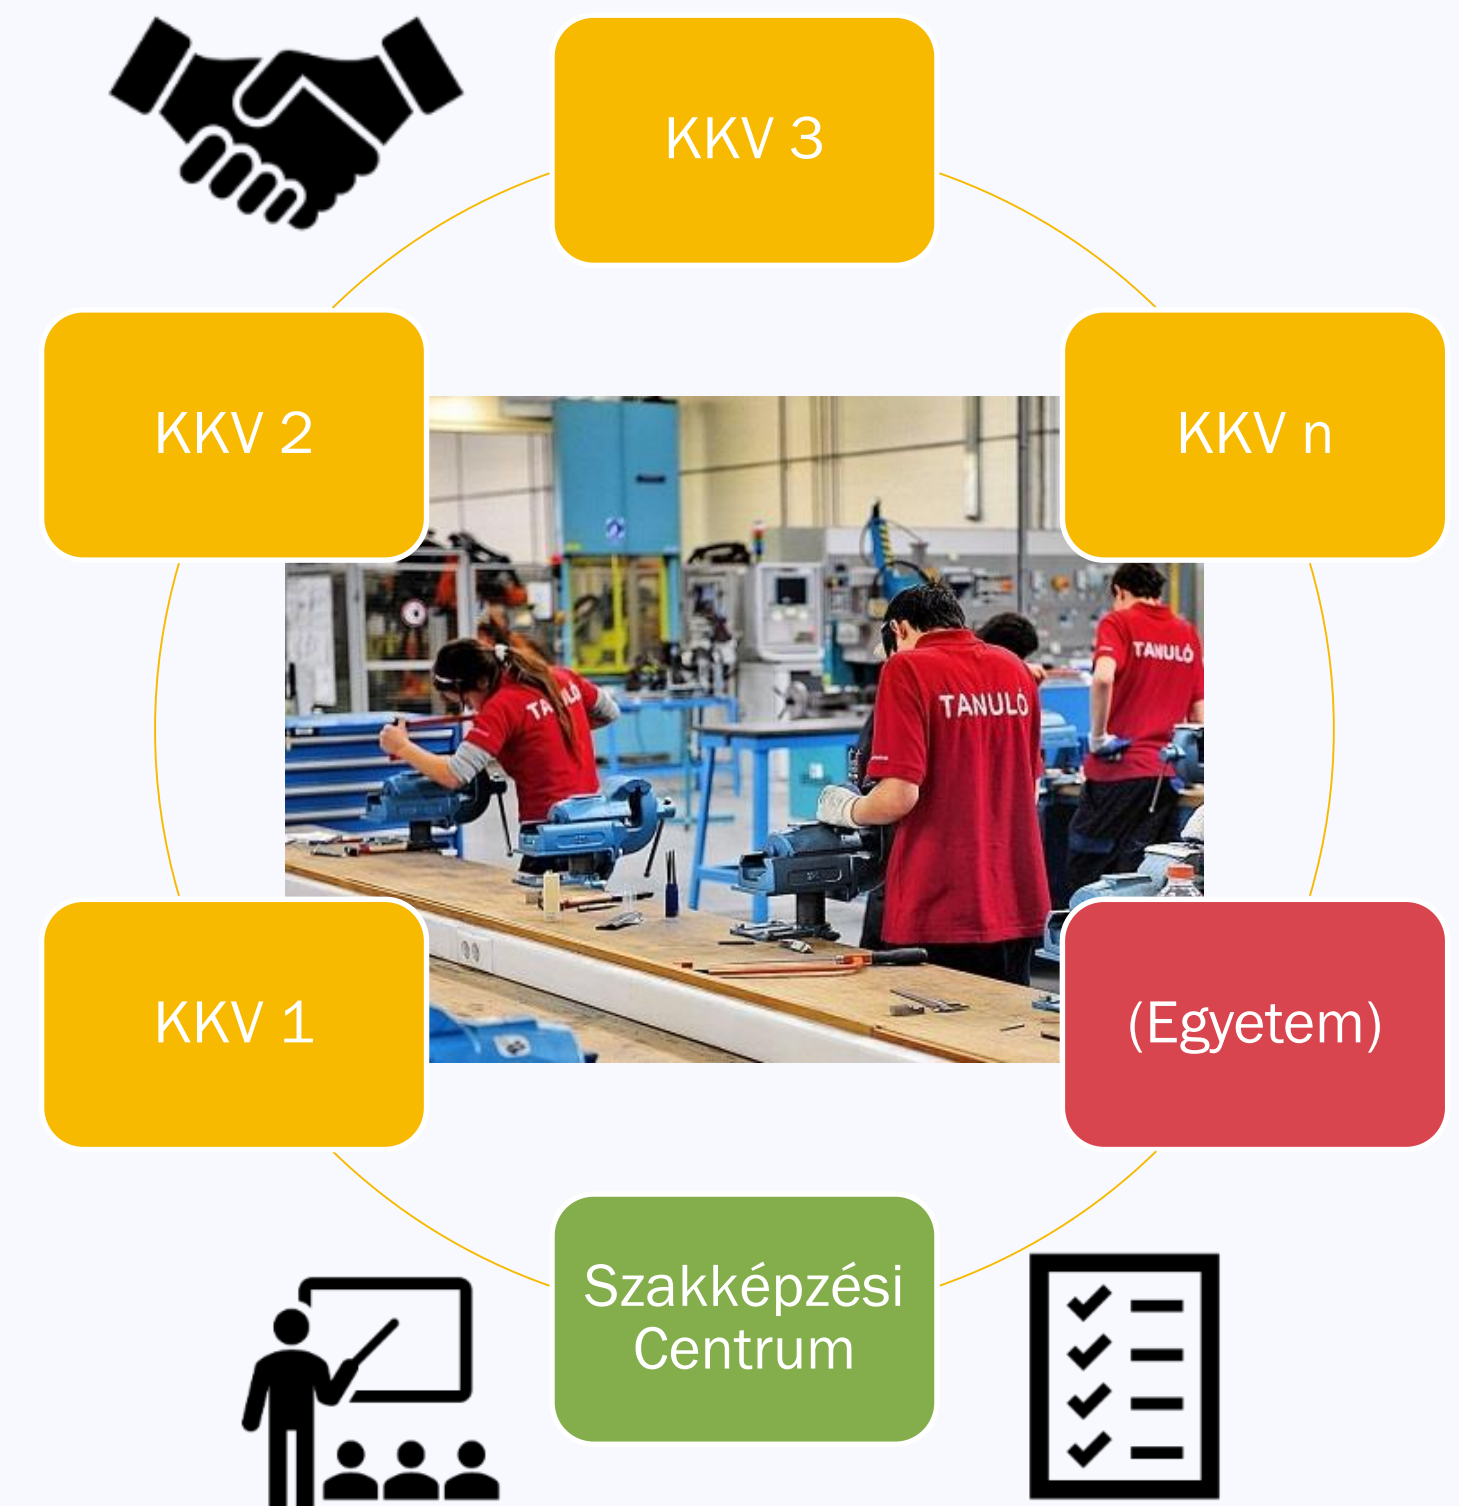 KKV 3
KKV 2
KKV n
TANULÓ
TANULÓ
KKV 1
(Egyetem)
Szakképzési
Centrum